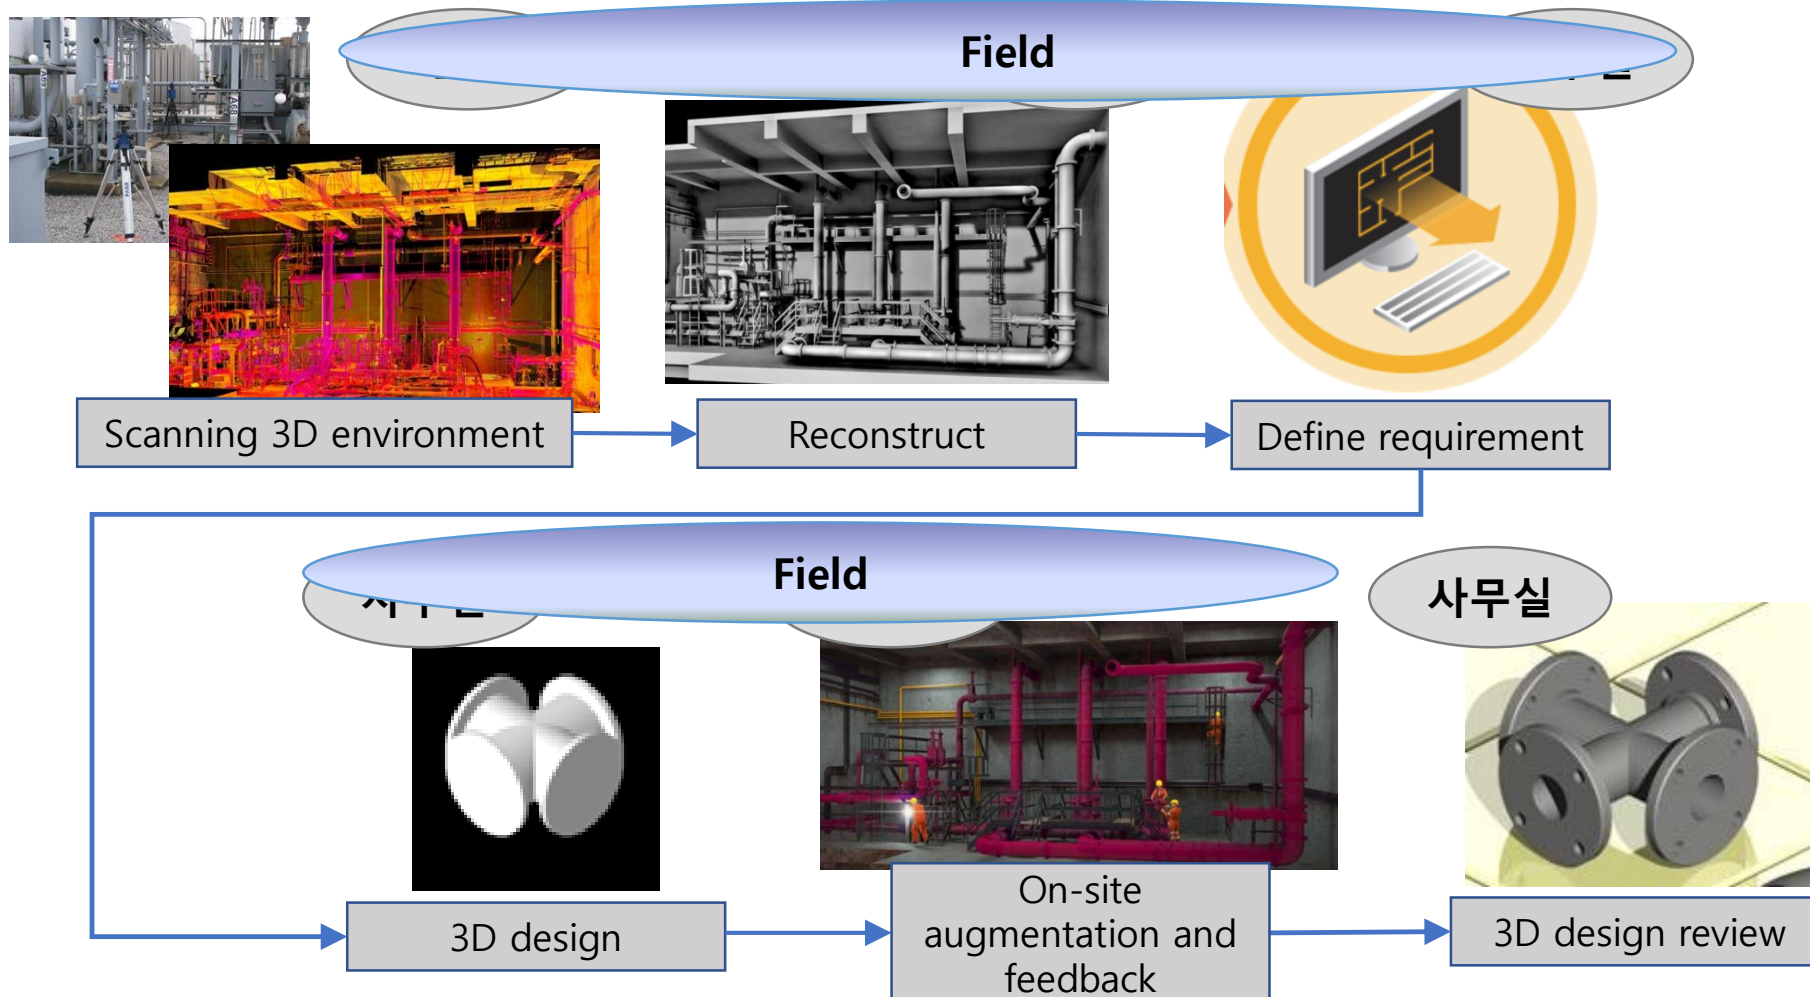 Field
Scanning 3D environment
Reconstruct
Define requirement
Field
사무실
3D design
On-site
augmentation and
feedback
3D design review